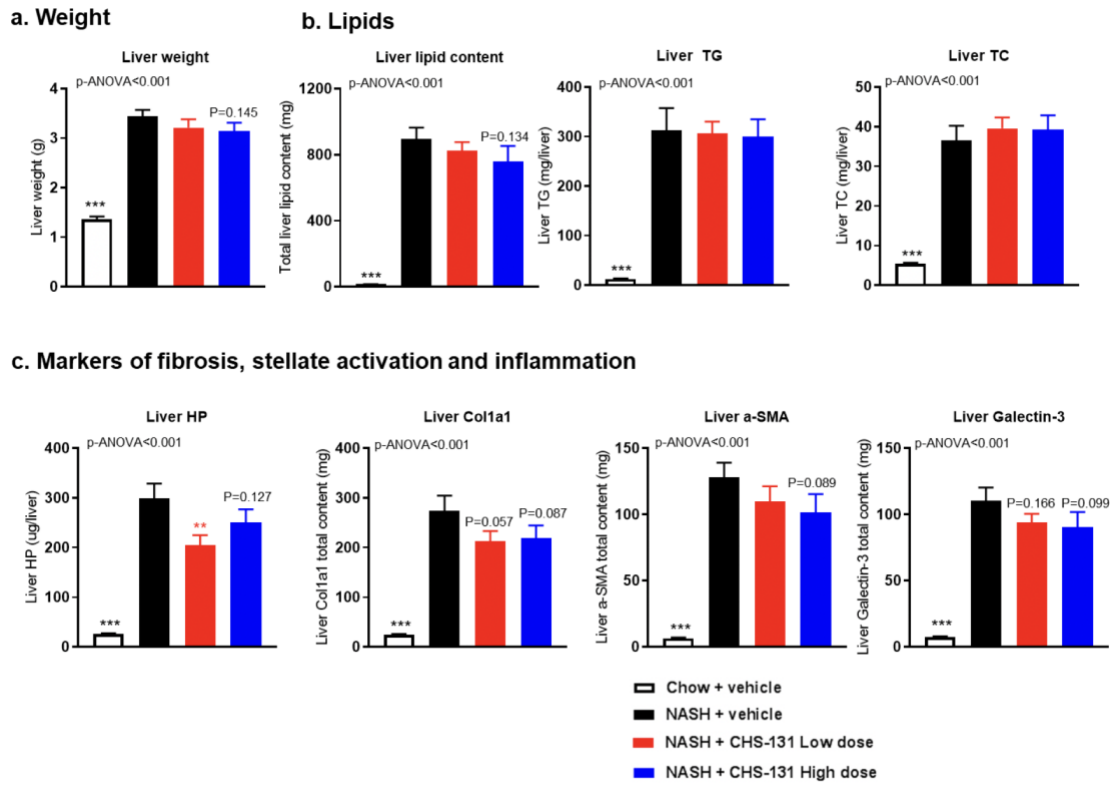 a. Weight
b. Lipids
Liver weight
p-ANOVA<0.001
P=0.145
***
Liver weight (g)
4
3
2
1
0
Liver lipid content
p-ANOVA<0.001
P=0.134
***
Total liver lipid content (mg)
1200
800
400
0
Liver TG
p-ANOVA<0.001
***
Liver TG (mg/liver)
400
300
200
100
0
Liver TC
p-ANOVA<0.001
***
Liver TC (mg/liver)
50
40
30
20
10
0
c. Markers of fibrosis, stellate activation and inflammation
Liver HP
p-ANOVA<0.001
P=0.127
**
***
Liver HP (ug/liver)
400
300
200
100
0
Liver Col1a1
p-ANOVA<0.001
P=0.057
P=0.087
***
Liver Col1a1 total content (mg)
400
300
200
100
0
Liver a-SMA
p-ANOVA<0.001
P=0.089
***
Liver a-SMA total content (mg)
150
100
50
0
Liver Galectin-3
p-ANOVA<0.001
P=0.166
P=0.099
***
Liver Galectin-3 total content (mg)
150
100
50
0
Chow + vehicle
NASH + vehicle
NASH + CHS-131 Low dose
NASH + CHS-131 High dose